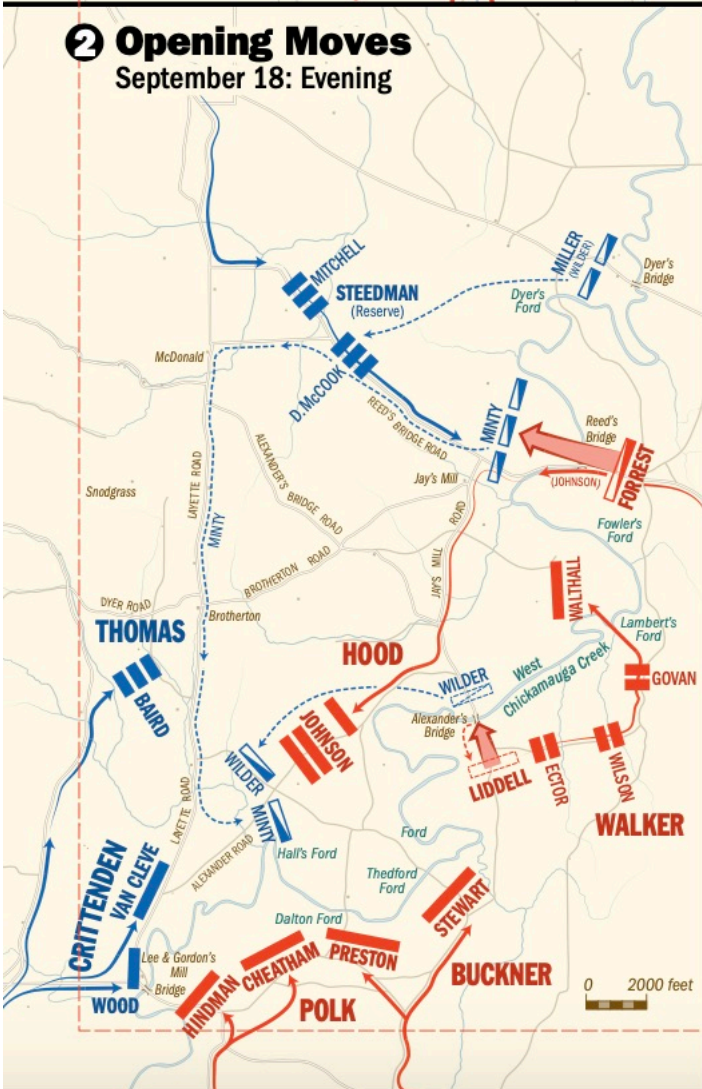 2 Opening Moves
September 18: Evening
MITCHELL
STEEDMAN
(Reserve)
MILLER
(WILDER)
Dyer's
Bridge
Dyer's
Ford
McDonald
D. McCOOK
REED'S BRIDGE ROAD
MINTY
Reed's
Bridge
FORREST
(JOHNSON)
Jay's Mill
Fowler's
Ford
LAYETTE ROAD
ALEXANDER'S
BRIDGE ROAD
Snodgrass
MINTY
BROTHERTON ROAD
JAY'S MILL
ROAD
WALTHALL
DYER ROAD
Brotherton
Lambert's
Ford
THOMAS
BAIRD
HOOD
West
Chickamauga Creek
GOVAN
WILDER
Alexander's
Bridge
JOHNSON
WILDER
LIDDELL
ECTOR
WILSON
WALKER
LAYETTE ROAD
MINTY
ALEXANDER ROAD
Hall's Ford
Ford
Thedford
Ford
CRITTENDEN
VAN CLEVE
STEWART
Dalton Ford
Lee & Gordon's
Mill
Bridge
WOOD
HINDMAN
CHEATHAM
PRESTON
POLK
BUCKNER
0 2000 feet